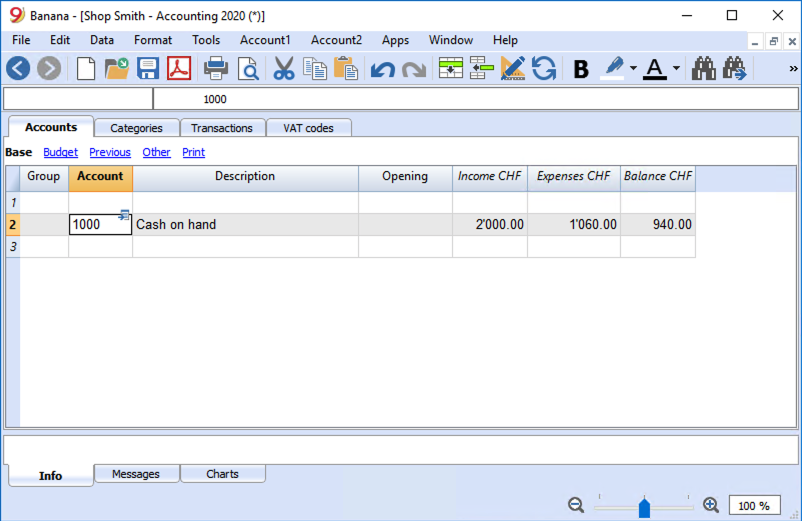 Banana - [Shop Smith - Accounting 2020 (*)]
File Edit Data Format Tools Account1 Account2 Apps Window Help
B A »
1000
Accounts Categories Transactions VAT codes
Base Budget Previous Other Print
Group Account Description Opening Income CHF Expenses CHF Balance CHF
1
2 1000 Cash on hand 2'000.00 1'060.00 940.00
3
Info Messages Charts
100 %